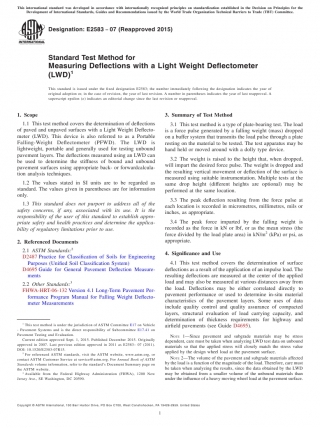 This international standard was developed in accordance with internationally recognized principles on standardization established in the Decision on Principles for the
Development of International Standards, Guides and Recommendations issued by the World Trade Organization Technical Barriers to Trade (TBT) Committee.
Designation: E2583 − 07 (Reapproved 2015)
INTERNATIONAL
Standard Test Method for
Measuring Deflections with a Light Weight Deflectometer
(LWD)1
This standard is issued under the fixed designation E2583; the number immediately following the designation indicates the year of
original adoption or, in the case of revision, the year of last revision. A number in parentheses indicates the year of last reapproval. A
superscript epsilon (ε) indicates an editorial change since the last revision or reapproval.
1. Scope
1.1 This test method covers the determination of deflections
of paved and unpaved surfaces with a Light Weight Deflecto-
meter (LWD). This device is also referred to as a Portable
Fallingweight Deflectometer (PFWD). The LWD is
lightweight, portable and generally used for testing unbound
pavement layers. The deflections measured using an LWD can
be used to determine the stiffness of bound and unbound
pavement surfaces using appropriate back- or forwardcalcula-
tion analysis techniques.
1.2 The values stated in SI units are to be regarded as
standard. The values given in parentheses are for information
only.
1.3 This standard does not purport to address all of the
safety concerns, if any, associated with its use. It is the
responsibility of the user of this standard to establish appro-
priate safety and health practices and determine the applica-
bility of regulatory limitations prior to use.
2. Referenced Documents
2.1 ASTM Standards:2
D2487 Practice for Classification of Soils for Engineering
Purposes (Unified Soil Classification System)
D4695 Guide for General Pavement Deflection Measure-
ments
2.2 Other Standards:3
FHWA-HRT-06-132 Version 4.1 Long-Term Pavement Per-
formance Program Manual for Falling Weight Deflecto-
meter Measurements
1 This test method is under the jurisdiction of ASTM Committee E17 on Vehicle
- Pavement Systems and is the direct responsibility of Subcommittee E17.41 on
Pavement Testing and Evaluation.
Current edition approved Sept. 1, 2015. Published December 2015. Originally
approved in 2007. Last previous edition approved in 2011 as E2583 – 07 (2011).
DOI: 10.1520/E2583-07R15.
2 For referenced ASTM standards, visit the ASTM website, www.astm.org, or
contact ASTM Customer Service at service@astm.org. For Annual Book of ASTM
Standards volume information, refer to the standard's Document Summary page on
the ASTM website.
3 Available from the Federal Highway Administration (FHWA), 1200 New
Jersey Ave., SE Washington, DC 20590.
3. Summary of Test Method
3.1 This test method is a type of plate-bearing test. The load
is a force pulse generated by a falling weight (mass) dropped
on a buffer system that transmits the load pulse through a plate
resting on the material to be tested. The test apparatus may be
hand held or moved around with a dolly type device.
3.2 The weight is raised to the height that, when dropped,
will impart the desired force pulse. The weight is dropped and
the resulting vertical movement or deflection of the surface is
measured using suitable instrumentation. Multiple tests at the
same drop height (different heights are optional) may be
performed at the same location.
3.3 The peak deflection resulting from the force pulse at
each location is recorded in micrometers, millimeters, mils or
inches, as appropriate.
3.4 The peak force imparted by the falling weight is
recorded as the force in kN or lbf, or as the mean stress (the
force divided by the load plate area) in kN/m2 (kPa) or psi, as
appropriate.
4. Significance and Use
4.1 This test method covers the determination of surface
deflections as a result of the application of an impulse load. The
resulting deflections are measured at the center of the applied
load and may also be measured at various distances away from
the load. Deflections may be either correlated directly to
pavement performance or used to determine in-situ material
characteristics of the pavement layers. Some uses of data
include quality control and quality assurance of compacted
layers, structural evaluation of load carrying capacity, and
determination of thickness requirements for highway and
airfield pavements (see Guide D4695).
NOTE 1—Since pavement and subgrade materials may be stress
dependent, care must be taken when analyzing LWD test data on unbound
materials so that the applied stress will closely match the stress value
applied by the design wheel load at the pavement surface.
NOTE 2—The volume of the pavement and subgrade materials affected
by the load is a function of the magnitude of the load. Therefore, care must
be taken when analyzing the results, since the data obtained by the LWD
may be obtained from a smaller volume of the unbound materials than
under the influence of a heavy moving wheel load at the pavement surface.
Copyright © ASTM International, 100 Barr Harbor Drive, PO Box C700, West Conshohocken, PA 19428-2959. United States
1